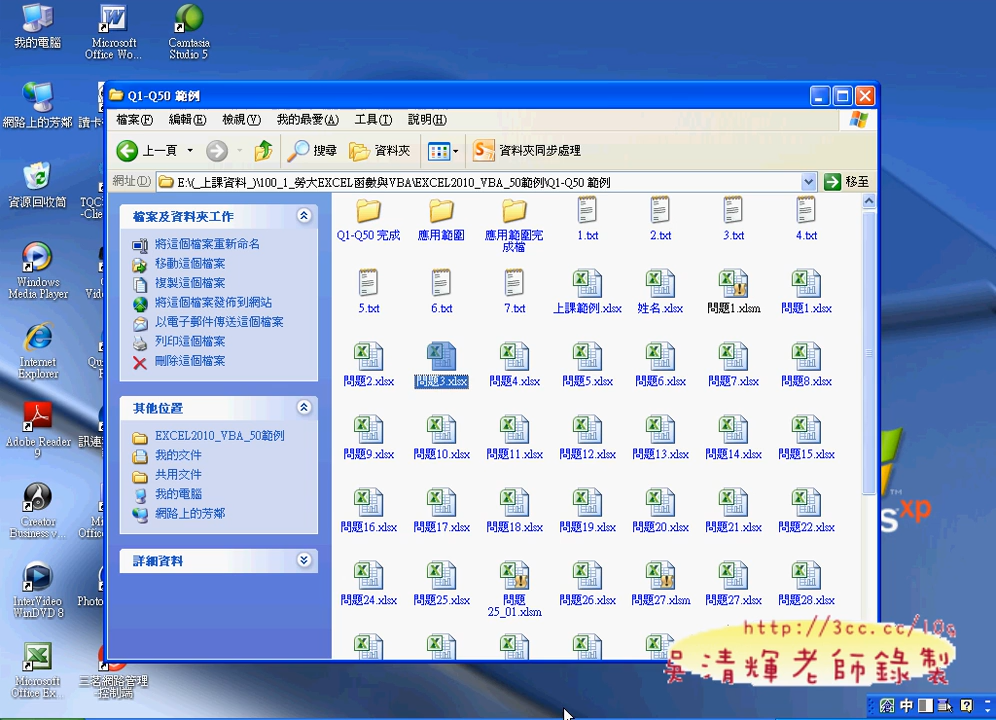 我的電腦
Microsoft
Office Wo...
Camtasia
Studio 5
網路上的芳鄰
資源回收筒
Windows
Media Player
Internet
Explorer
Adobe Reader
9
Creator
Business v...
InterVideo
WinDVD 8
Photo
Microsoft
Office Ex...
三茗網路管理
-控制端
Q1-Q50 範例
檔案(F) 編輯(E) 檢視(V) 我的最愛(A) 工具(T) 說明(H)
上一頁 搜尋 資料夾 資料夾同步處理
網址(D) E:\(_上課資料_)\100_1_勞大EXCEL函數與VBA\EXCEL2010_VBA_50範例\Q1-Q50 範例 移至
檔案及資料夾工作
將這個檔案重新命名
移動這個檔案
複製這個檔案
將這個檔案發佈到網站
以電子郵件傳送這個檔案
列印這個檔案
刪除這個檔案
其他位置
EXCEL2010_VBA_50範例
我的文件
共用文件
我的電腦
網路上的芳鄰
詳細資料
Q1-Q50 完成 應用範圍 應用範圍完成檔 1.txt 2.txt 3.txt 4.txt
5.txt 6.txt 7.txt 上課範例.xlsx 姓名.xlsx 問題1.xlsm 問題1.xlsx
問題2.xlsx 問題3.xlsx 問題4.xlsx 問題5.xlsx 問題6.xlsx 問題7.xlsx 問題8.xlsx
問題9.xlsx 問題10.xlsx 問題11.xlsx 問題12.xlsx 問題13.xlsx 問題14.xlsx 問題15.xlsx
問題16.xlsx 問題17.xlsx 問題18.xlsx 問題19.xlsx 問題20.xlsx 問題21.xlsx 問題22.xlsx
問題24.xlsx 問題25.xlsx 問題25_01.xlsm 問題26.xlsx 問題27.xlsm 問題27.xlsx 問題28.xlsx
xp
http://3cc.cc/10s
吳清輝老師錄製
中